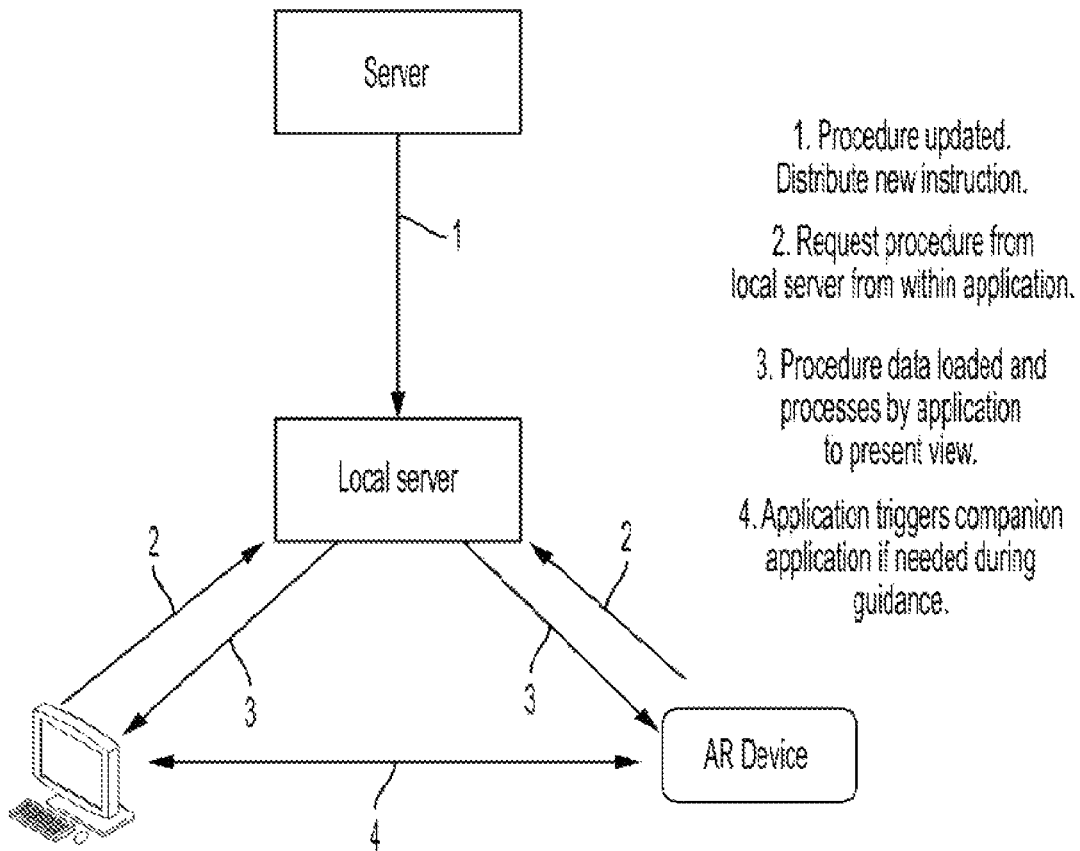 Server
1
1. Procedure updated.
Distribute new instruction.
2. Request procedure from
local server from within application.
3. Procedure data loaded and
processes by application
to present view.
4. Application triggers companion
application if needed during
guidance.
Local server
2
2
3
3
AR Device
4